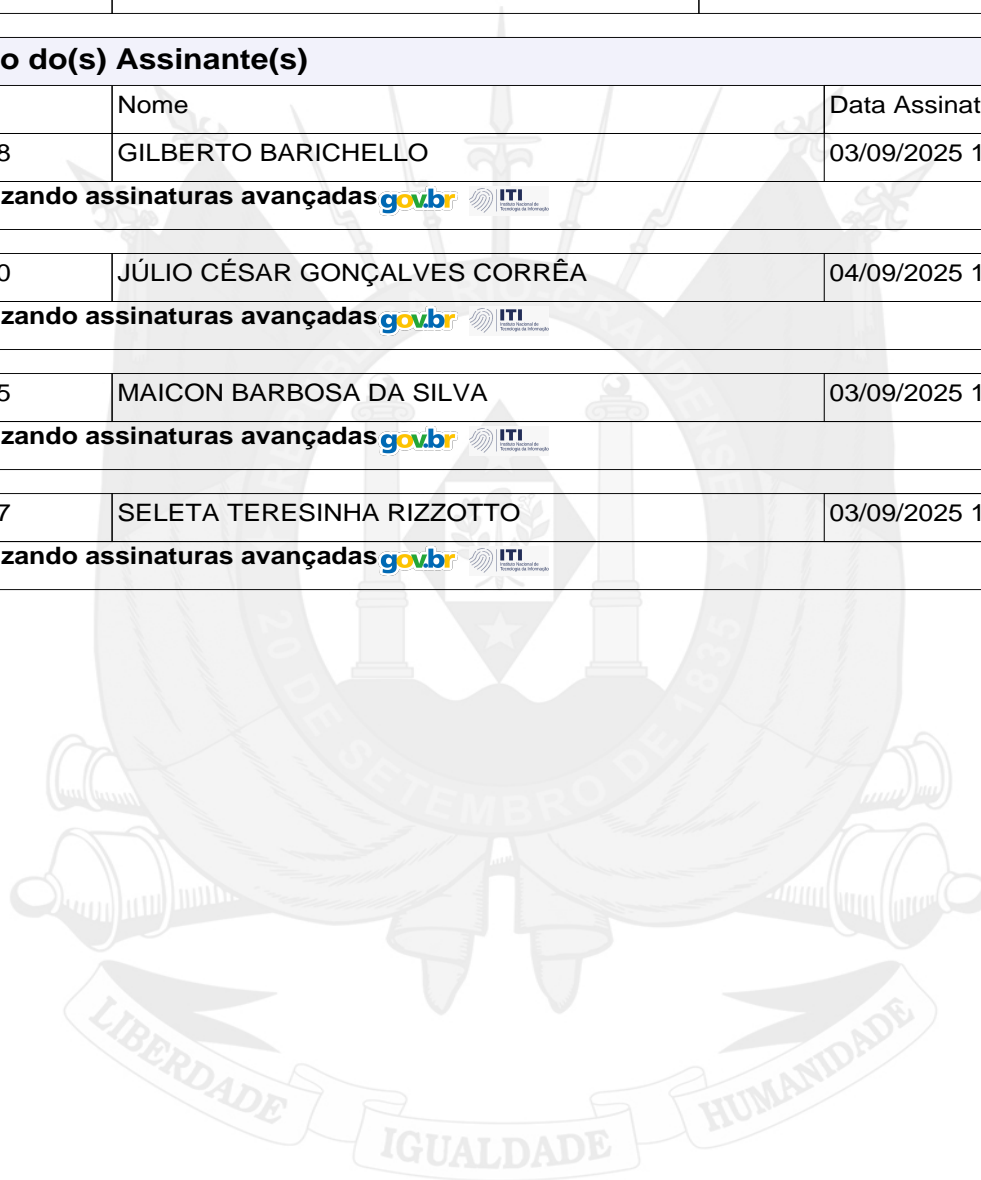 o do(s) Assinante(s)
Nome Data Assinat
8 GILBERTO BARICHELLO 03/09/2025 1
zando assinaturas avançadas gov.br ITI
0 JÚLIO CÉSAR GONÇALVES CORRÊA 04/09/2025 1
zando assinaturas avançadas gov.br ITI
5 MAICON BARBOSA DA SILVA 03/09/2025 1
zando assinaturas avançadas gov.br ITI
7 SELETA TERESINHA RIZZOTTO 03/09/2025 1
zando assinaturas avançadas gov.br ITI
20 DE SETEMBRO DE 1835
LIBERDADE IGUALDADE HUMANIDADE